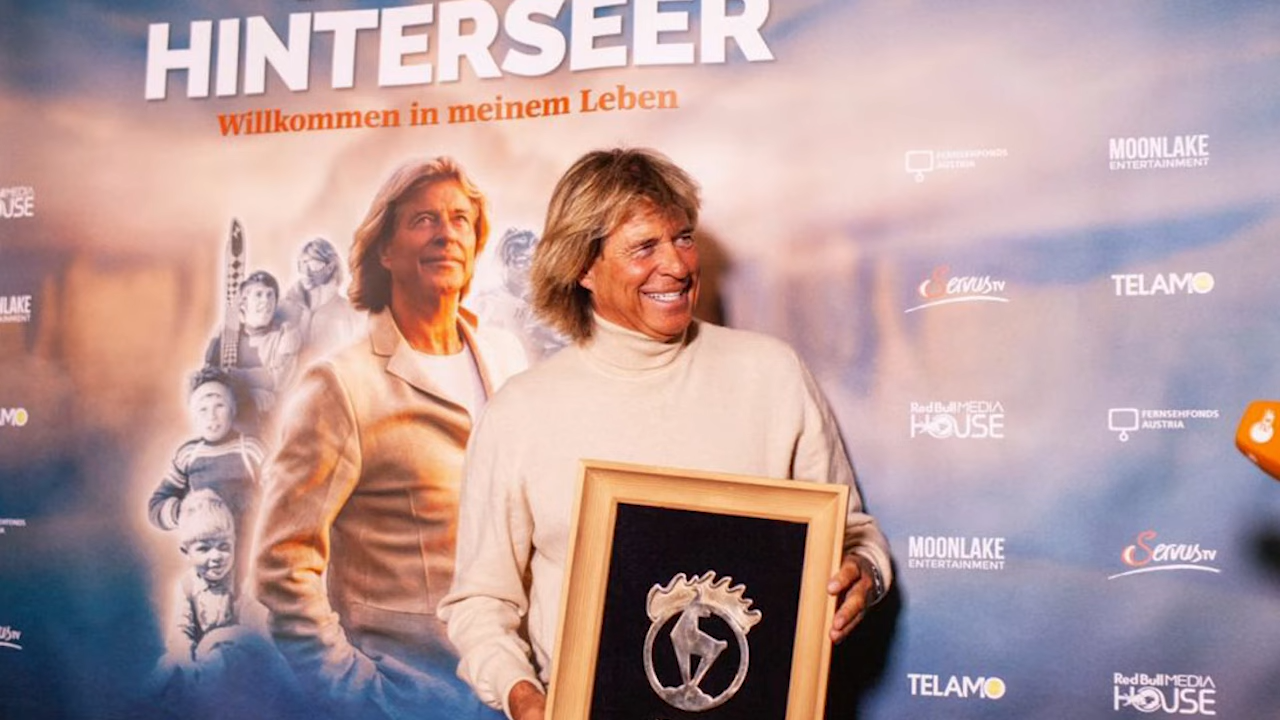 HINTERSEER
Willkommen in meinem Leben
FERNSEHFONDS
AUSTRIA
MOONLAKE
ENTERTAINMENT
ServusTV
TELAMO
Red Bull MEDIA
HOUSE
FERNSEHFONDS
AUSTRIA
MOONLAKE
ENTERTAINMENT
ServusTV
TELAMO
Red Bull MEDIA
HOUSE